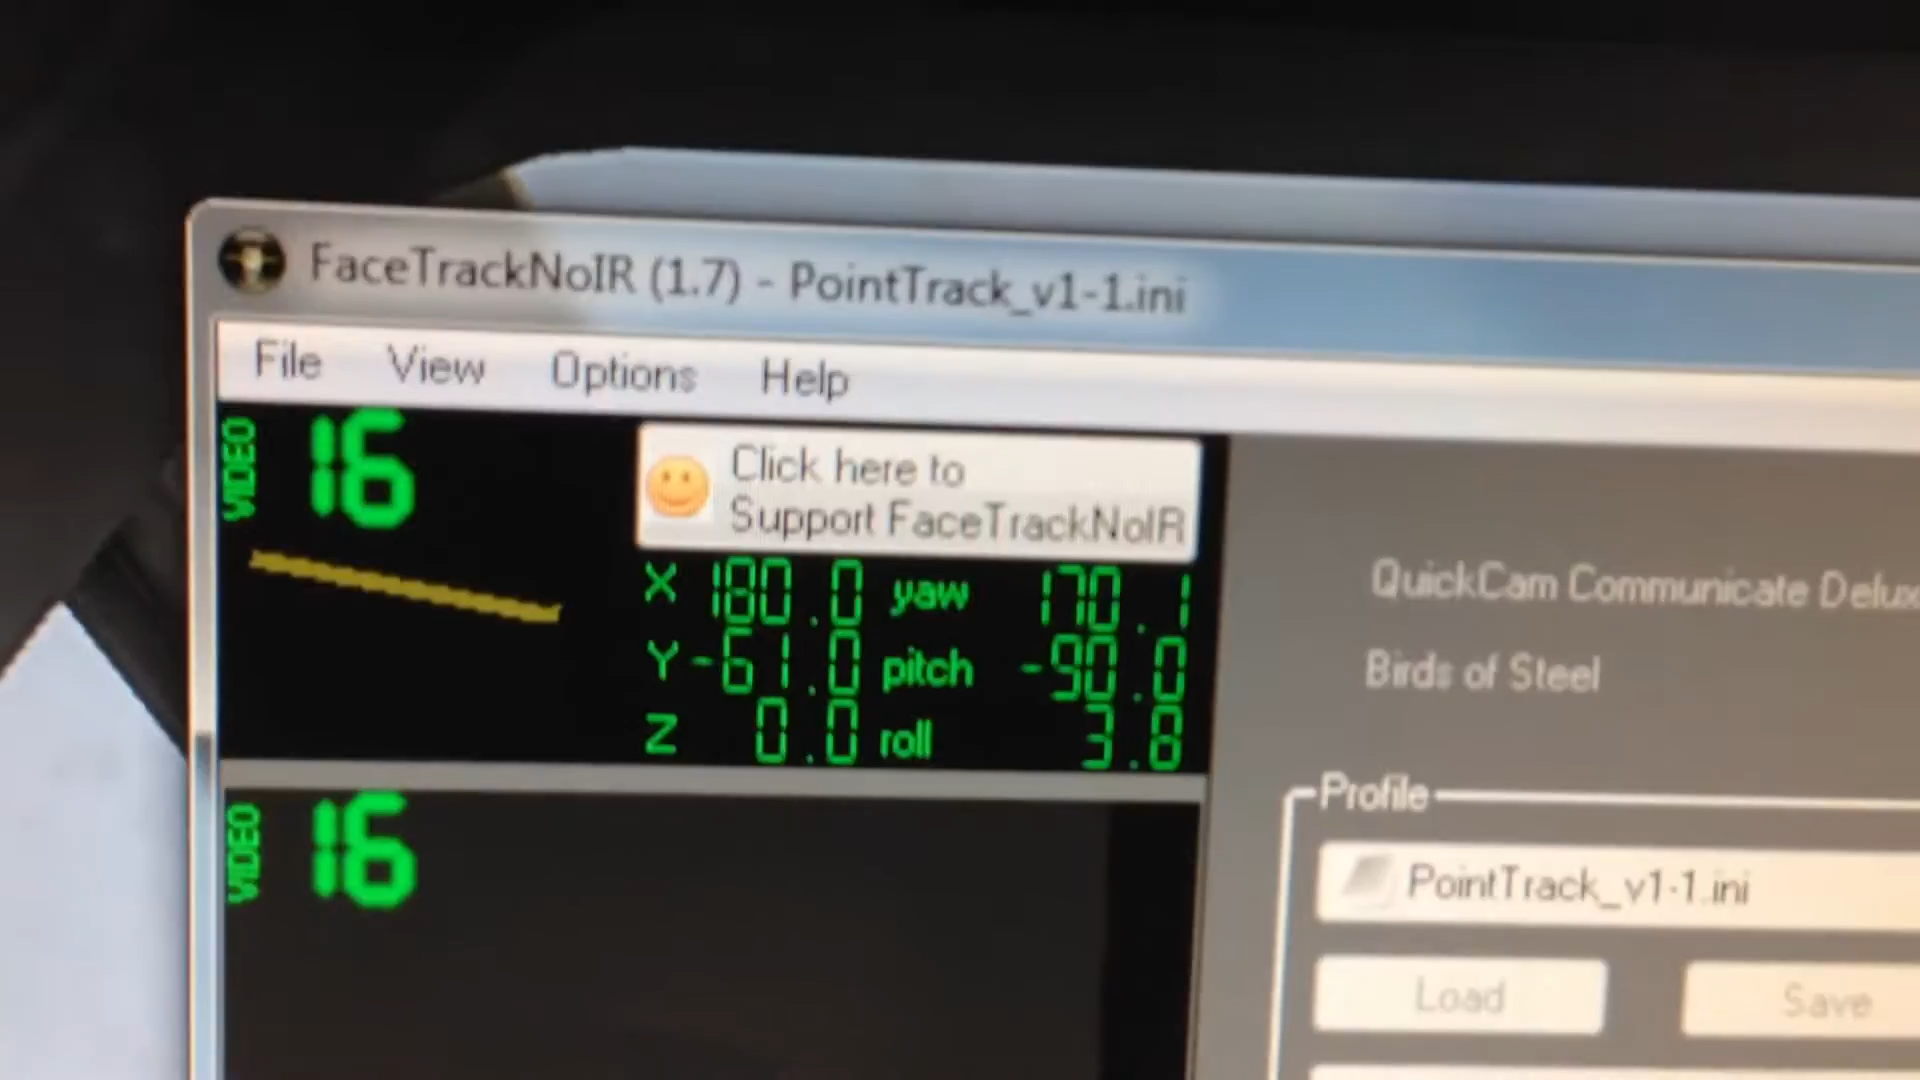 FaceTrackNoIR (1.7) - PointTrack_v1-1.ini
File View Options Help
VIDEO 16
Click here to
Support FaceTrackNoIR
X 180.0 yaw 170.1
Y -61.0 pitch -90.0
Z 0.0 roll 3.8
VIDEO 16
QuickCam Communicate Delux
Birds of Steel
Profile
PointTrack_v1-1.ini
Load Save